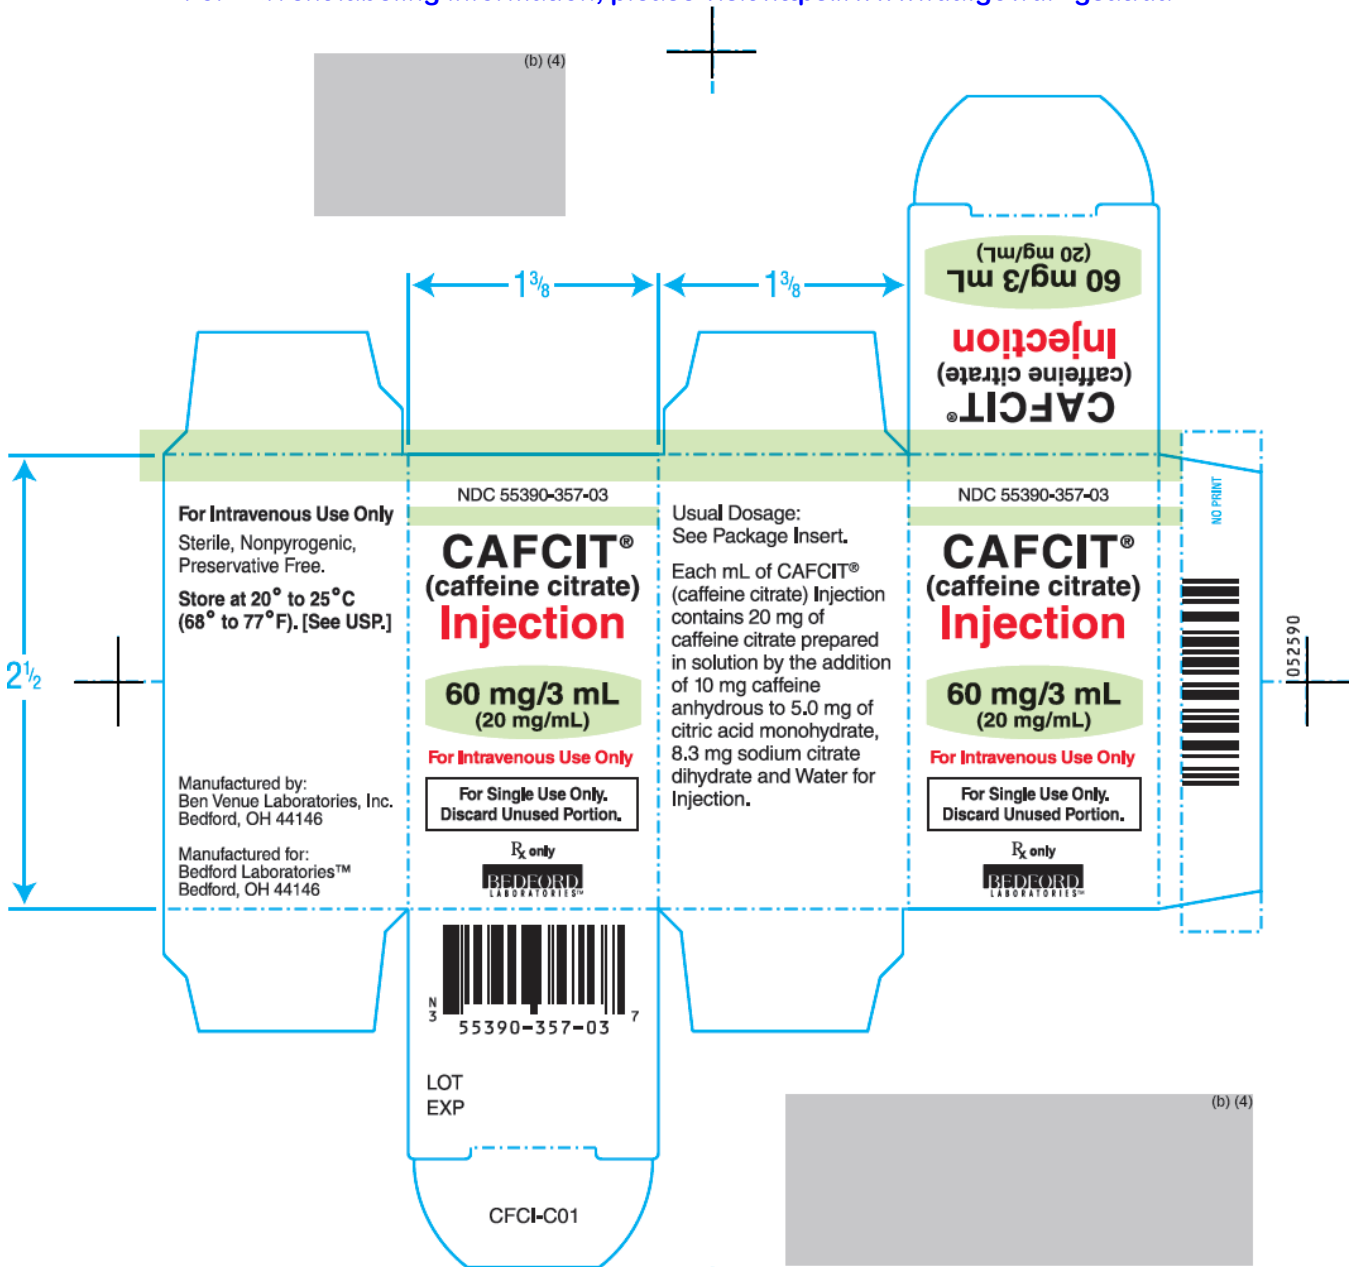 (b) (4)
1 3/8
1 3/8
60 mg/3 mL
(20 mg/mL)
CAFCIT®
(caffeine citrate)
Injection
2 1/2
For Intravenous Use Only
Sterile, Nonpyrogenic,
Preservative Free.
Store at 20° to 25°C
(68° to 77°F). [See USP.]
Manufactured by:
Ben Venue Laboratories, Inc.
Bedford, OH 44146
Manufactured for:
Bedford Laboratories™
Bedford, OH 44146
NDC 55390-357-03
CAFCIT®
(caffeine citrate)
Injection
60 mg/3 mL
(20 mg/mL)
For Intravenous Use Only
For Single Use Only.
Discard Unused Portion.
Rx only
BEDFORD
LABORATORIES™
Usual Dosage:
See Package Insert.
Each mL of CAFCIT®
(caffeine citrate) Injection
contains 20 mg of
caffeine citrate prepared
in solution by the addition
of 10 mg caffeine
anhydrous to 5.0 mg of
citric acid monohydrate,
8.3 mg sodium citrate
dihydrate and Water for
Injection.
NDC 55390-357-03
CAFCIT®
(caffeine citrate)
Injection
60 mg/3 mL
(20 mg/mL)
For Intravenous Use Only
For Single Use Only.
Discard Unused Portion.
Rx only
BEDFORD
LABORATORIES™
NO PRINT
052590
N
3
55390-357-03
7
LOT
EXP
CFCI-C01
(b) (4)